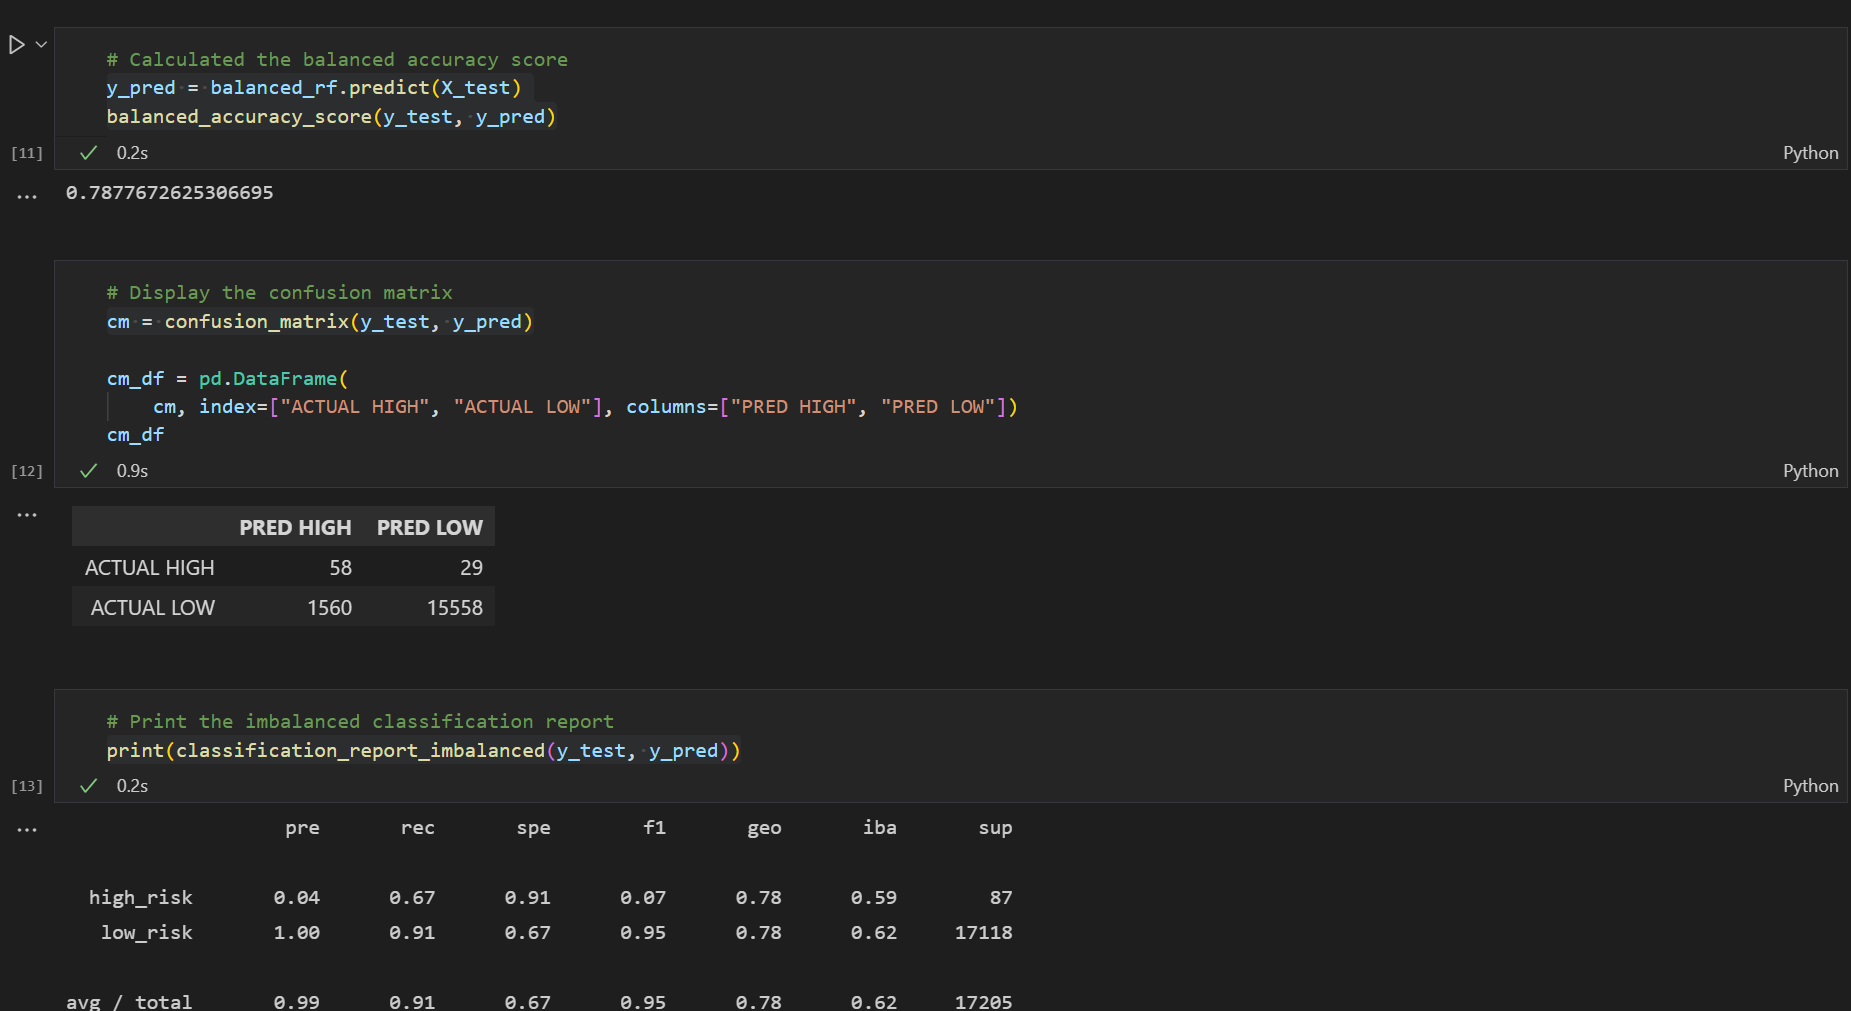 # Calculated the balanced accuracy score
y_pred = balanced_rf.predict(X_test)
balanced_accuracy_score(y_test, y_pred)
[11] 0.2s Python
0.7877672625306695
# Display the confusion matrix
cm = confusion_matrix(y_test, y_pred)
cm_df = pd.DataFrame(
    cm, index=["ACTUAL HIGH", "ACTUAL LOW"], columns=["PRED HIGH", "PRED LOW"])
cm_df
[12] 0.9s Python
PRED HIGH PRED LOW
ACTUAL HIGH 58 29
ACTUAL LOW 1560 15558
# Print the imbalanced classification report
print(classification_report_imbalanced(y_test, y_pred))
[13] 0.2s Python
pre rec spe f1 geo iba sup
high_risk 0.04 0.67 0.91 0.07 0.78 0.59 87
low_risk 1.00 0.91 0.67 0.95 0.78 0.62 17118
avg / total 0.99 0.91 0.67 0.95 0.78 0.62 17205